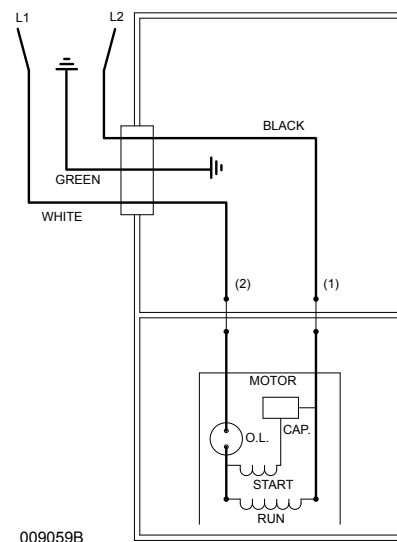 L1
L2
BLACK
GREEN
WHITE
(2)
(1)
MOTOR
CAP.
O.L.
START
RUN
009059B